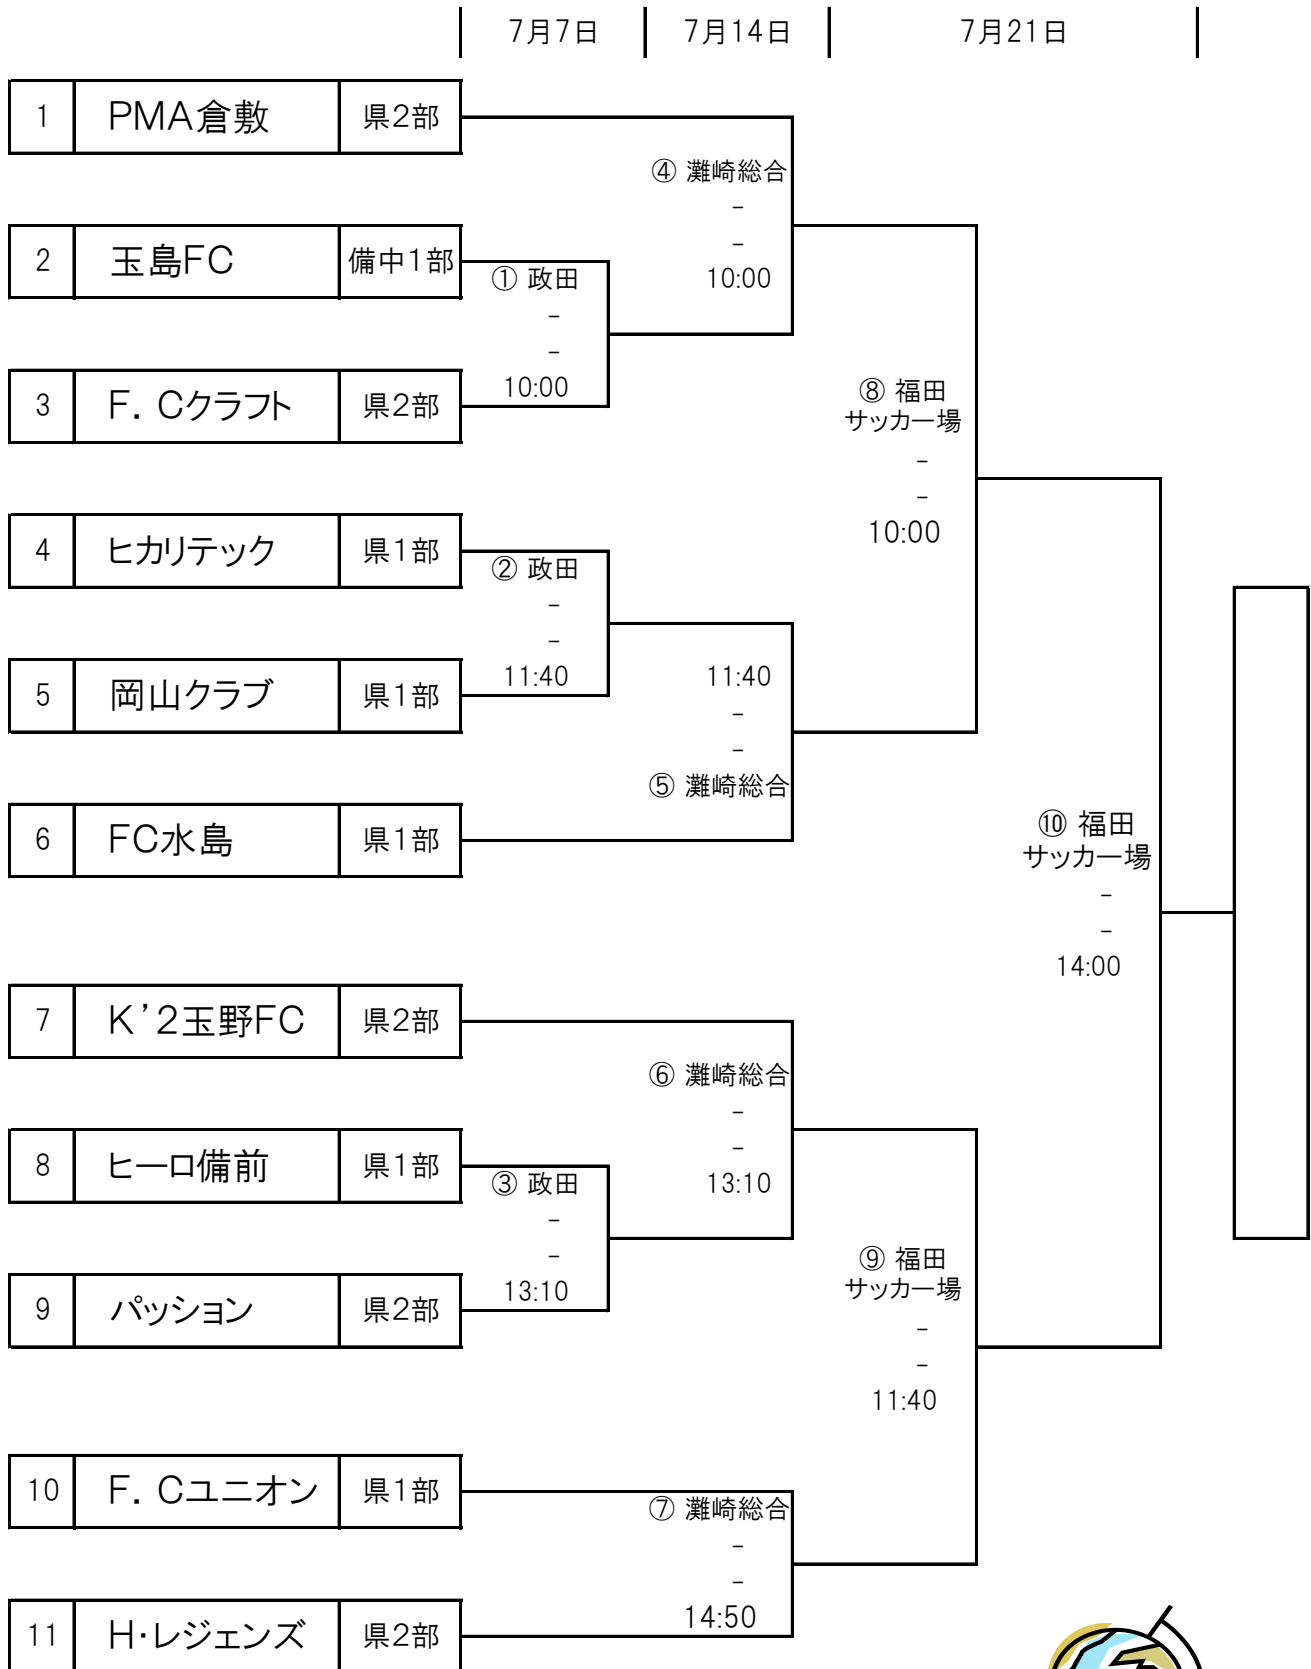 7月7日 7月14日 7月21日
1 PMA倉敷 県2部
④ 灘崎総合
-
-
10:00
2 玉島FC 備中1部
① 政田
-
-
10:00
3 F．Cクラフト 県2部
⑧ 福田
サッカー場
-
-
10:00
4 ヒカリテック 県1部
② 政田
-
-
11:40
5 岡山クラブ 県1部
11:40
-
-
⑤ 灘崎総合
6 FC水島 県1部
⑩ 福田
サッカー場
-
-
14:00
7 K’2玉野FC 県2部
⑥ 灘崎総合
-
-
13:10
8 ヒーロ備前 県1部
③ 政田
-
-
13:10
9 パッション 県2部
⑨ 福田
サッカー場
-
-
11:40
10 F．Cユニオン 県1部
⑦ 灘崎総合
-
-
14:50
11 H・レジェンズ 県2部